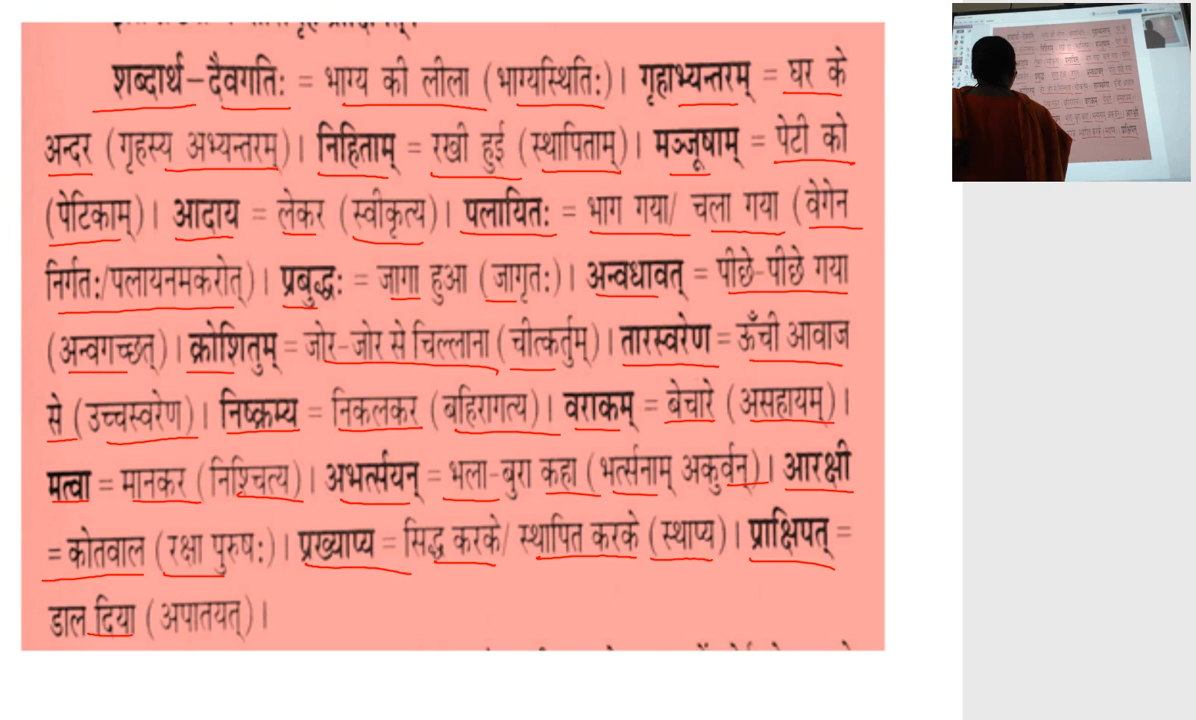 शब्दार्थ-दैवगतिः = भाग्य की लीला (भाग्यस्थितिः)। गृहाभ्यन्तरम् = घर के
अन्दर (गृहस्य अभ्यन्तरम्)। निहिताम् = रखी हुई (स्थापिताम्)। मञ्जूषाम् = पेटी को
(पेटिकाम्)। आदाय = लेकर (स्वीकृत्य)। पलायितः = भाग गया/ चला गया (वेगेन
निर्गतः/पलायनमकरोत्)। प्रबुद्धः = जागा हुआ (जागृतः)। अन्वधावत् = पीछे-पीछे गया
(अन्वगच्छत्)। क्रोशितुम् = जोर-जोर से चिल्लाना (चीत्कर्तुम्)। तारस्वरेण = ऊँची आवाज
से (उच्चस्वरेण)। निष्क्रम्य = निकलकर (बहिरागत्य)। वराकम् = बेचारे (असहायम्)।
मत्वा = मानकर (निश्चित्य)। अभर्त्सयन् = भला-बुरा कहा (भर्त्सनाम् अकुर्वन्)। आरक्षी
= कोतवाल (रक्षा पुरुषः)। प्रख्याप्य = सिद्ध करके/ स्थापित करके (स्थाप्य)। प्राक्षिपत् =
डाल दिया (अपातयत्)।